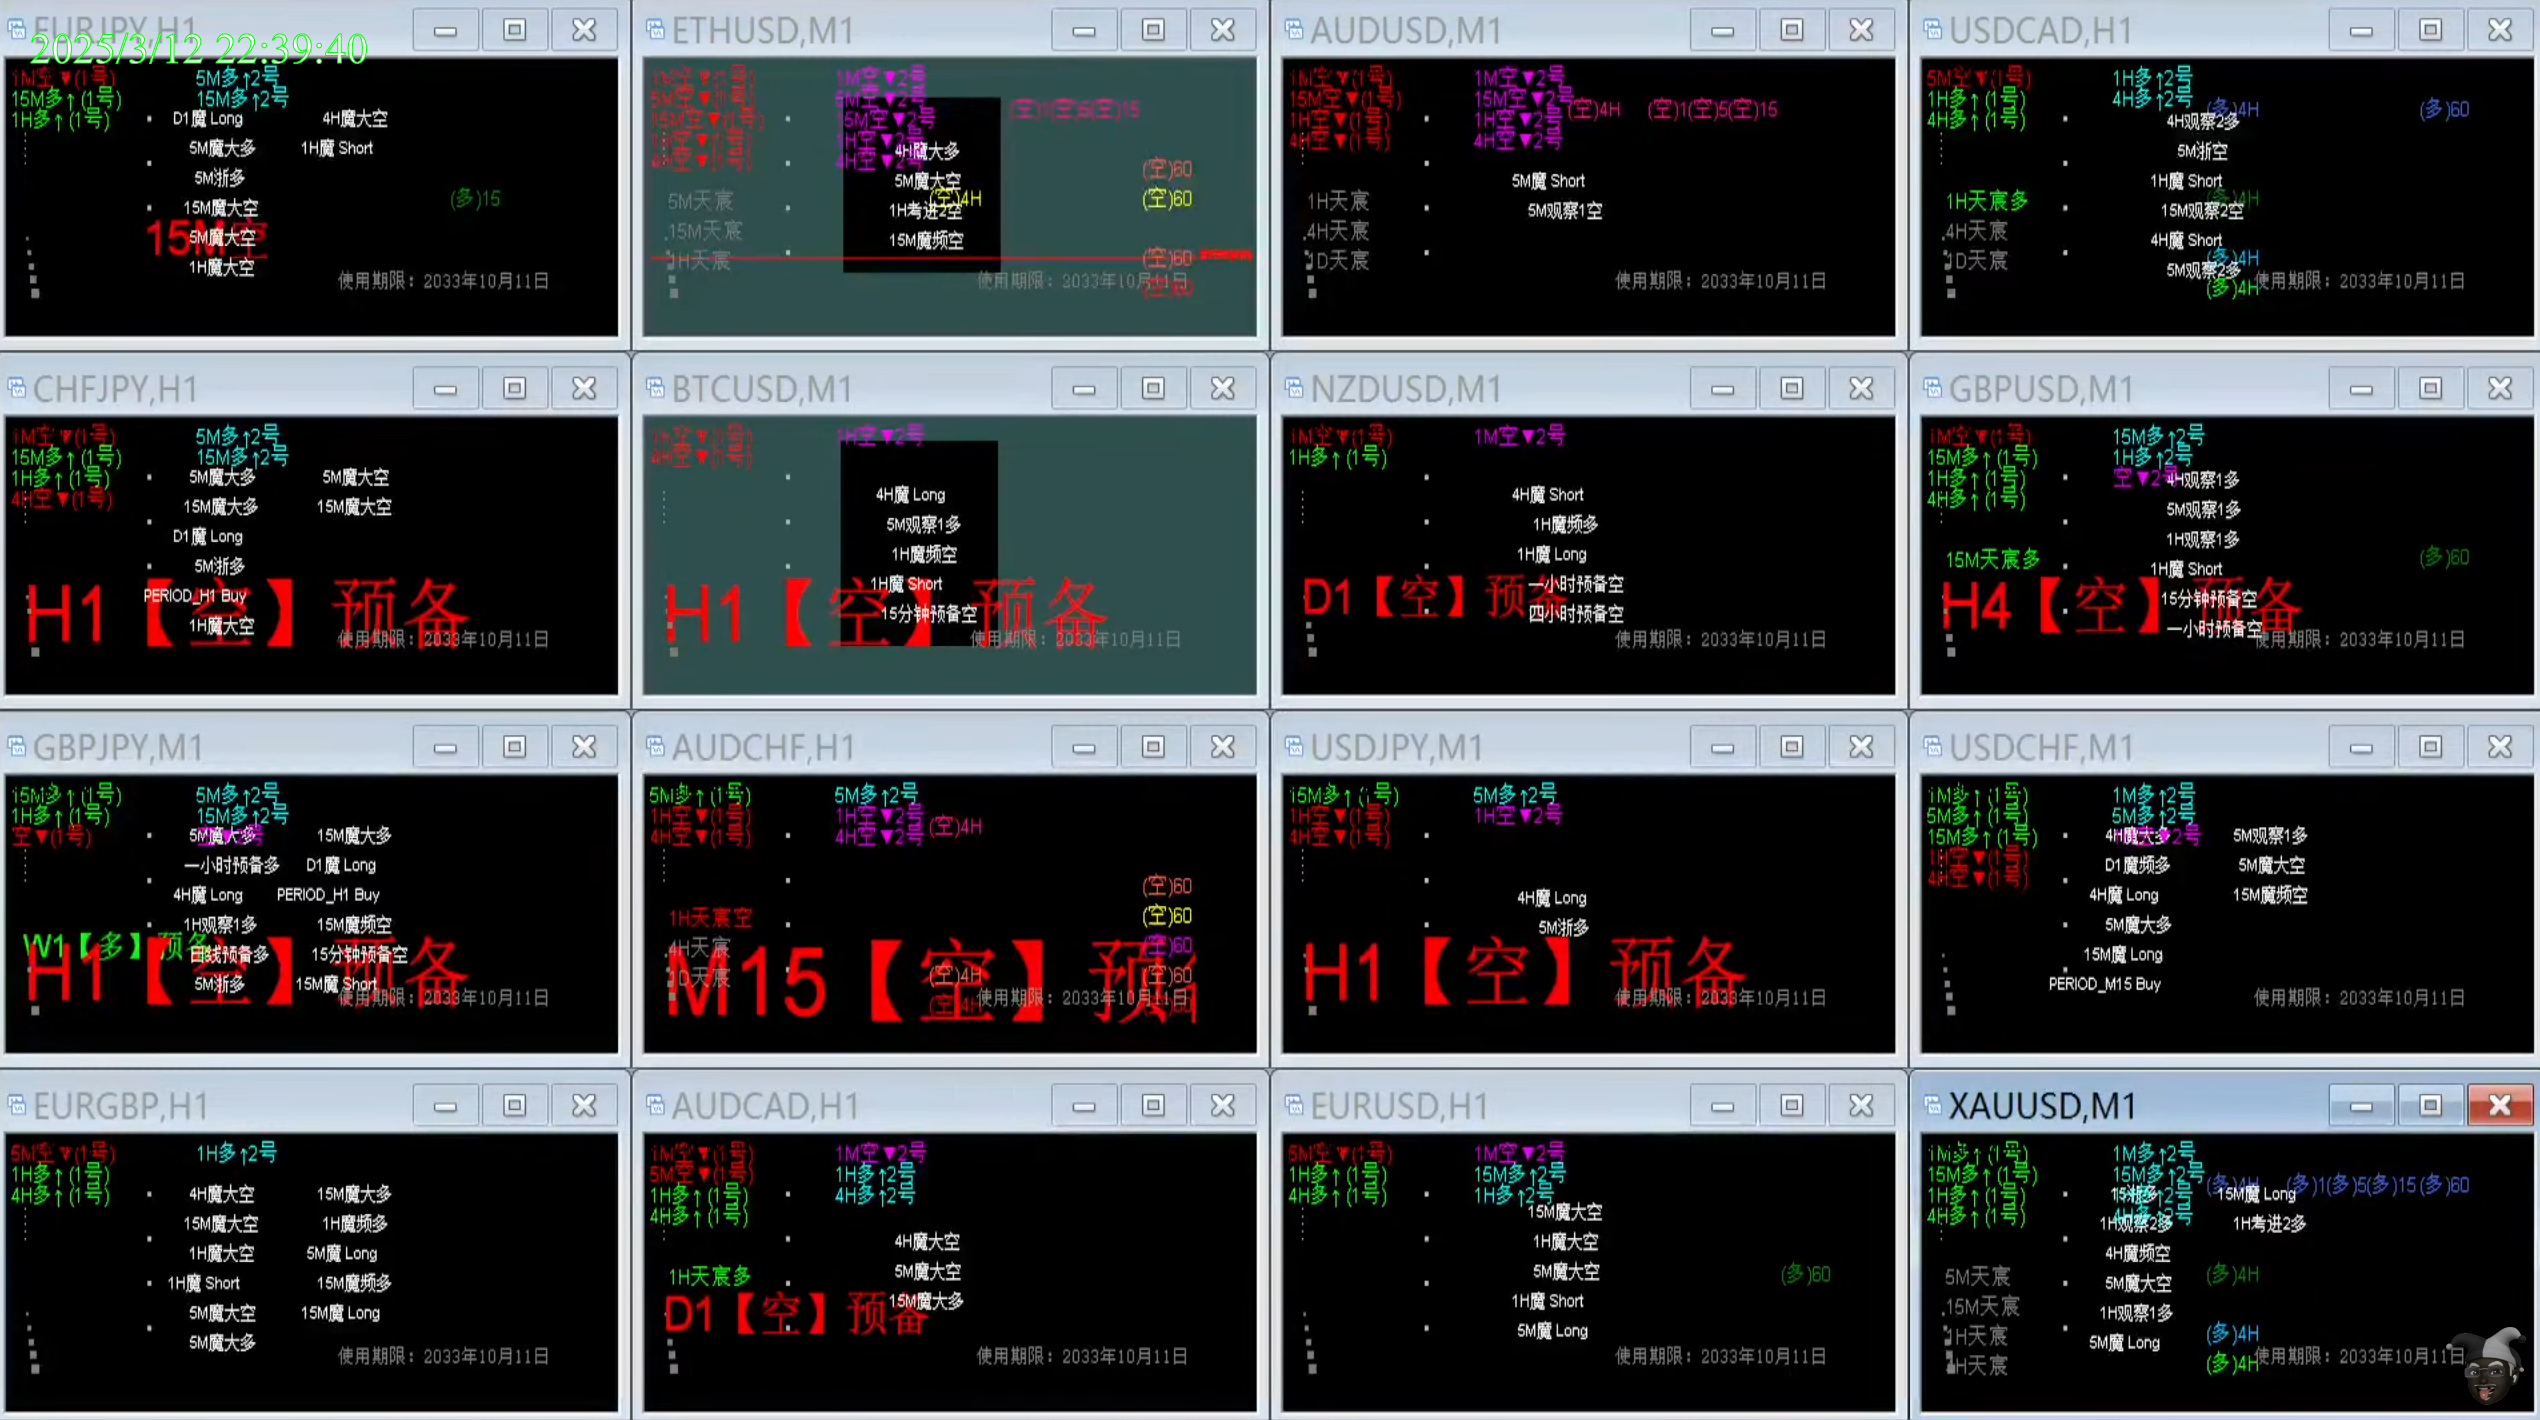 EURJPY,H1
2025/3/12 22:39:40
1M空▼(1号) 5M多↑2号
15M多↑(1号) 15M多↑2号
1H多↑(1号) D1魔 Long 4H魔大空
5M魔大多 1H魔 Short
5M浙多
(多)15
15M魔大空
15M空
5M魔大空
1H魔大空
使用期限：2033年10月11日
ETHUSD,M1
1M空▼(1号) 1M空▼2号
5M空▼(1号) 5M空▼2号
15M空▼(1号) 15M空▼2号 (空)1(空)5(空)15
1H空▼(1号) 1H空▼2号
4H空▼(1号) 4H空▼2号
4H魔大多
(空)60
5M魔大空
5M天宸 (空)4H (空)60
1H考进2空
15M天宸 15M魔频空
1H天宸 (空)60
使用期限：2033年10月11日
AUDUSD,M1
1M空▼(1号) 1M空▼2号
15M空▼(1号) 15M空▼2号 (空)4H (空)1(空)5(空)15
1H空▼(1号) 1H空▼2号
4H空▼(1号) 4H空▼2号
5M魔 Short
1H天宸 5M观察1空
4H天宸
1D天宸
使用期限：2033年10月11日
USDCAD,H1
5M空▼(1号) 1H多↑2号
1H多↑(1号) 4H多↑2号 (多)4H (多)60
4H多↑(1号) 4H观察2多
5M浙空
1H魔 Short
1H天宸多 (多)4H
15M观察2空
4H天宸 4H魔 Short
1D天宸 (多)4H
5M观察2多
(多)4H
使用期限：2033年10月11日
CHFJPY,H1
1M空▼(1号) 5M多↑2号
15M多↑(1号) 15M多↑2号
1H多↑(1号) 5M魔大多 5M魔大空
4H空▼(1号) 15M魔大多 15M魔大空
D1魔 Long
5M浙多
PERIOD_H1 Buy
H1【空】预备
1H魔大空
使用期限：2033年10月11日
BTCUSD,M1
1M空▼(1号) 1H空▼2号
4H空▼(1号)
4H魔 Long
5M观察1多
1H魔频空
1H魔 Short
H1【空】预备
15分钟预备空
使用期限：2033年10月11日
NZDUSD,M1
1M空▼(1号) 1M空▼2号
1H多↑(1号)
4H魔 Short
1H魔频多
1H魔 Long
一小时预备空
D1【空】预备
四小时预备空
使用期限：2033年10月11日
GBPUSD,M1
1M空▼(1号) 15M多↑2号
15M多↑(1号) 1H多↑2号
1H多↑(1号) 空▼2号 4H观察1多
4H多↑(1号) 5M观察1多
1H观察1多
15M天宸多 (多)60
1H魔 Short
H4【空】预备
15分钟预备空
一小时预备空
使用期限：2033年10月11日
GBPJPY,M1
15M多↑(1号) 5M多↑2号
1H多↑(1号) 15M多↑2号
空▼(1号) 5M魔大多 15M魔大多
一小时预备多 D1魔 Long
4H魔 Long PERIOD_H1 Buy
1H观察1多 15M魔频空
W1【多】预备
日线预备多 15分钟预备空
H1【空】预备
5M浙多 15M魔 Short
使用期限：2033年10月11日
AUDCHF,H1
5M多↑(1号) 5M多↑2号
1H空▼(1号) 1H空▼2号 (空)4H
4H空▼(1号) 4H空▼2号
(空)60
1H天宸空 (空)60
4H天宸 (空)60
1D天宸 (空)4H (空)60
M15【空】预
使用期限：2033年10月11日
USDJPY,M1
15M多↑(1号) 5M多↑2号
1H空▼(1号) 1H空▼2号
4H空▼(1号)
4H魔 Long
5M浙多
H1【空】预备
使用期限：2033年10月11日
USDCHF,M1
1M多↑(1号) 1M多↑2号
5M多↑(1号) 5M多↑2号
15M多↑(1号) 4H魔大多 5M观察1多
1H空▼(1号) D1魔频多 5M魔大空
4H空▼(1号)
4H魔 Long 15M魔频空
5M魔大多
15M魔 Long
PERIOD_M15 Buy
使用期限：2033年10月11日
EURGBP,H1
5M空▼(1号) 1H多↑2号
1H多↑(1号)
4H多↑(1号) 4H魔大空 15M魔大多
15M魔大空 1H魔频多
1H魔大空 5M魔 Long
1H魔 Short 15M魔频多
5M魔大空 15M魔 Long
5M魔大多
使用期限：2033年10月11日
AUDCAD,H1
1M空▼(1号) 1M空▼2号
5M空▼(1号) 1H多↑2号
1H多↑(1号) 4H多↑2号
4H多↑(1号)
4H魔大空
1H天宸多 5M魔大空
15M魔大多
D1【空】预备
使用期限：2033年10月11日
EURUSD,H1
5M空▼(1号) 1M空▼2号
1H多↑(1号) 15M多↑2号
4H多↑(1号) 1H多↑2号
15M魔大空
1H魔大空
5M魔大空 (多)60
1H魔 Short
5M魔 Long
使用期限：2033年10月11日
XAUUSD,M1
1M多↑(1号) 1M多↑2号
15M多↑(1号) 15M多↑2号 (多)4H (多)1(多)5(多)15(多)60
1H多↑(1号) 15M魔 Long
4H多↑(1号) 4H多↑2号
1H观察2多 1H考进2多
4H魔频空
5M天宸 5M魔大空 (多)4H
15M天宸 1H观察1多
1H天宸 5M魔 Long (多)4H
4H天宸 (多)4H
使用期限：2033年10月11日